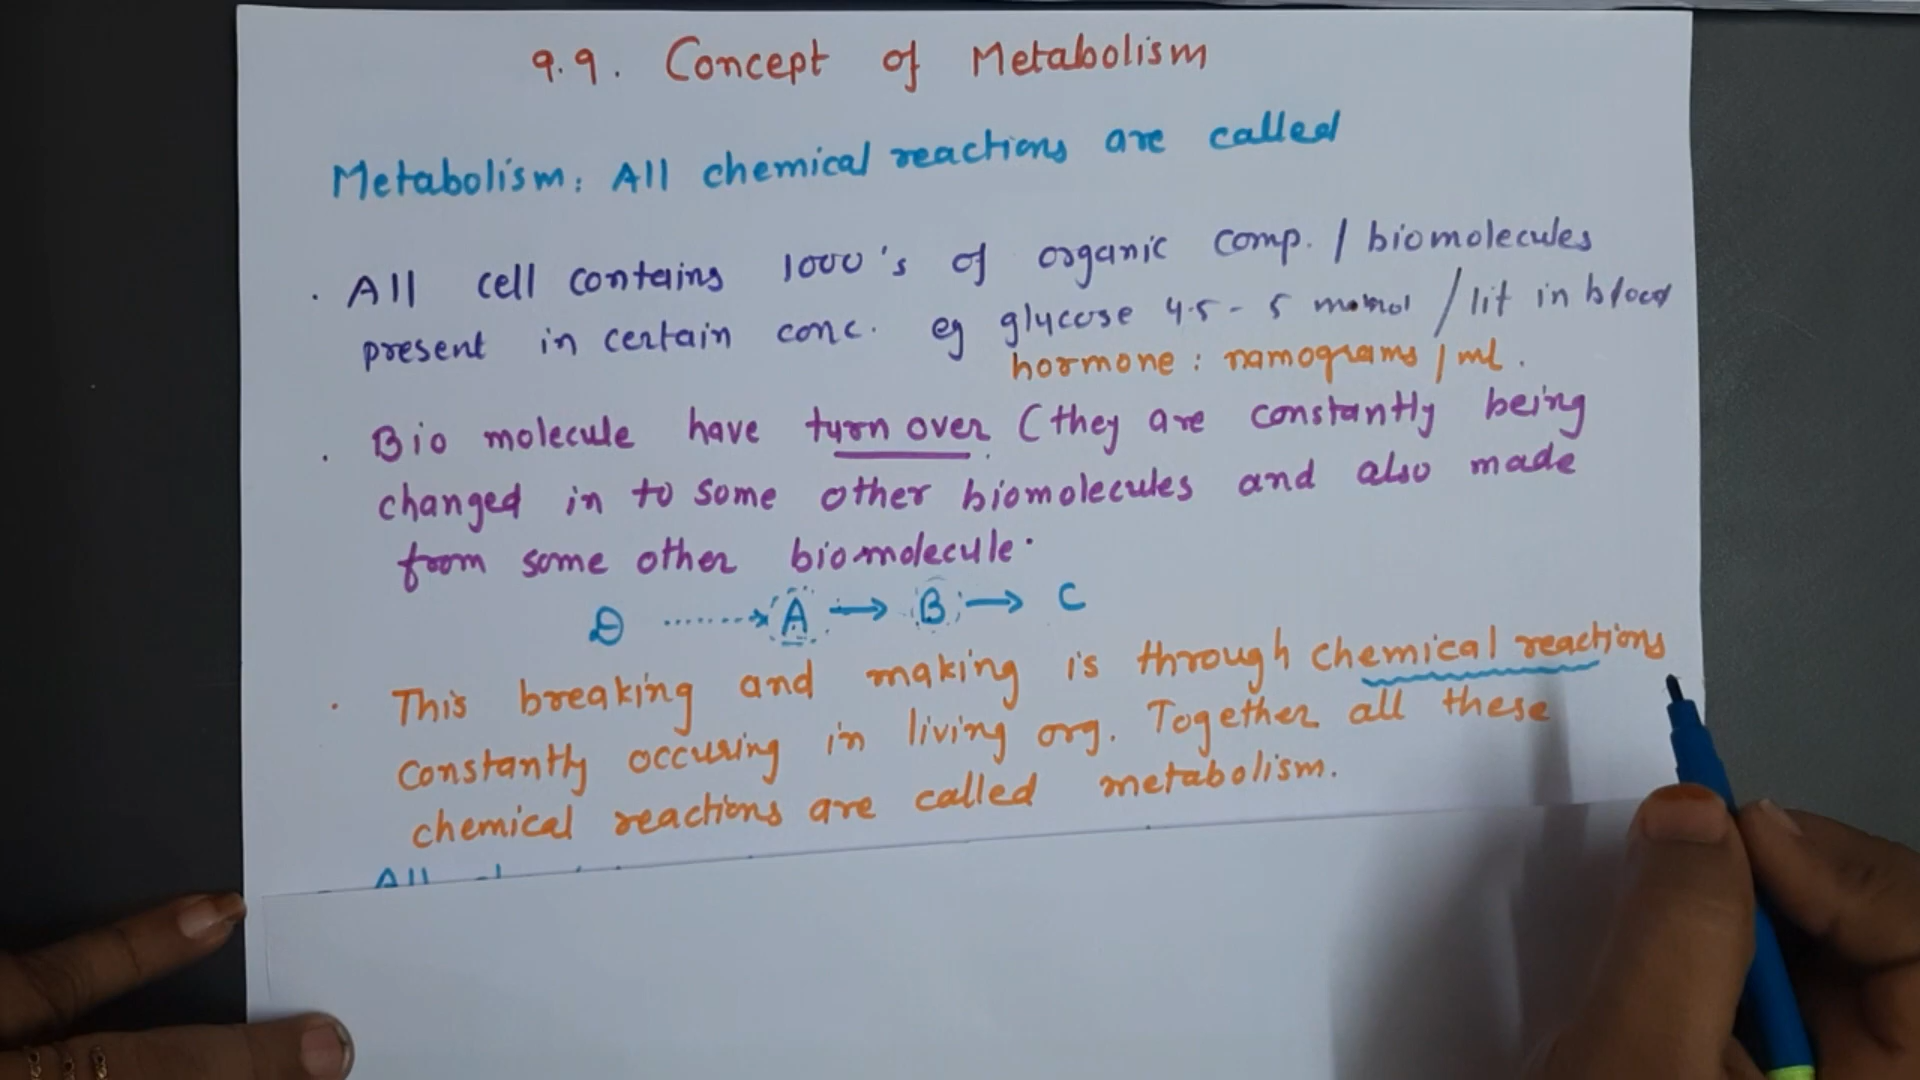 9.9. Concept of Metabolism
Metabolism: All chemical reactions are called
. All cell contains 1000's of organic comp. / biomolecules
present in certain conc. eg glycose 4.5 - 5 mmol / lit in blood
hormone : namograms / ml.
. Bio molecule have turn over (they are constantly being
changed in to some other biomolecules and also made
from some other biomolecule.
D → A → B → C
. This breaking and making is through chemical reactions
constantly occuring in living org. Together all these
chemical reactions are called metabolism.
All